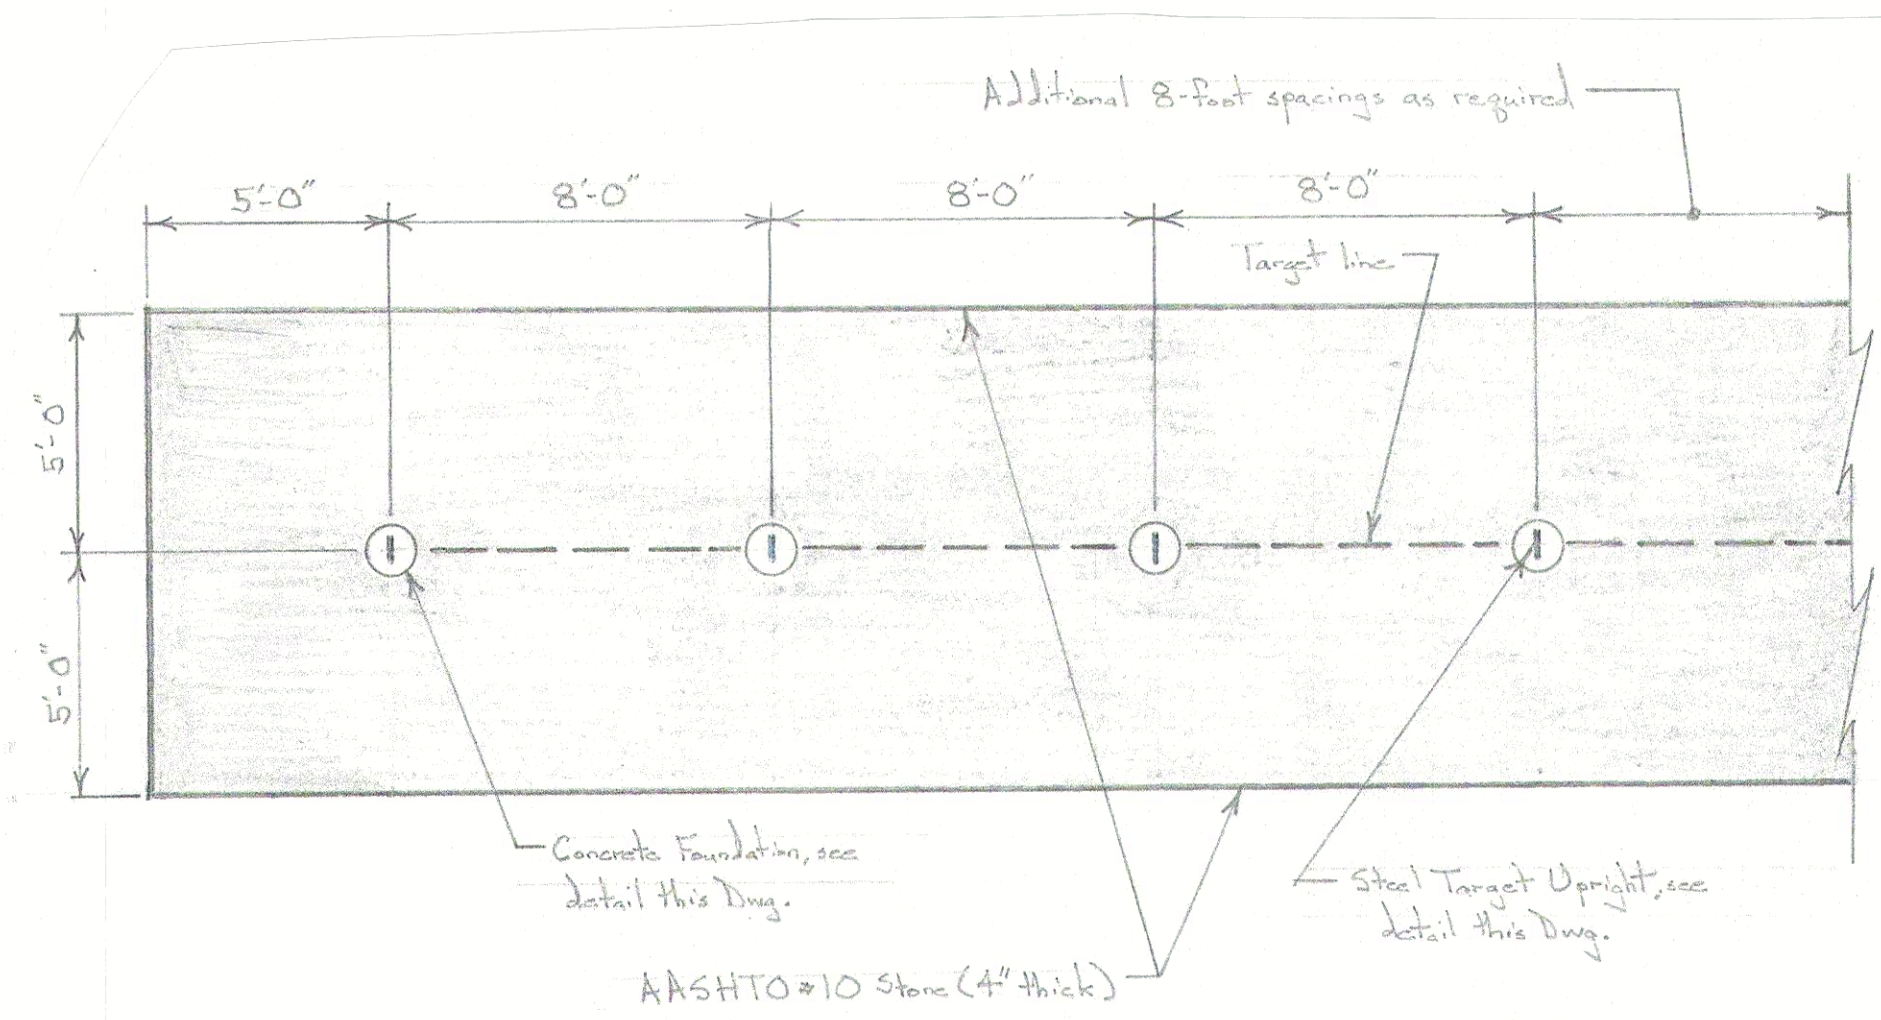 Additional 8-foot spacings as required
5'-0"
8'-0"
8'-0"
8'-0"
Target line
5'-0"
5'-0"
Concrete Foundation, see
detail this Dwg.
Steel Target Upright, see
detail this Dwg.
AASHTO #10 Stone (4" thick)